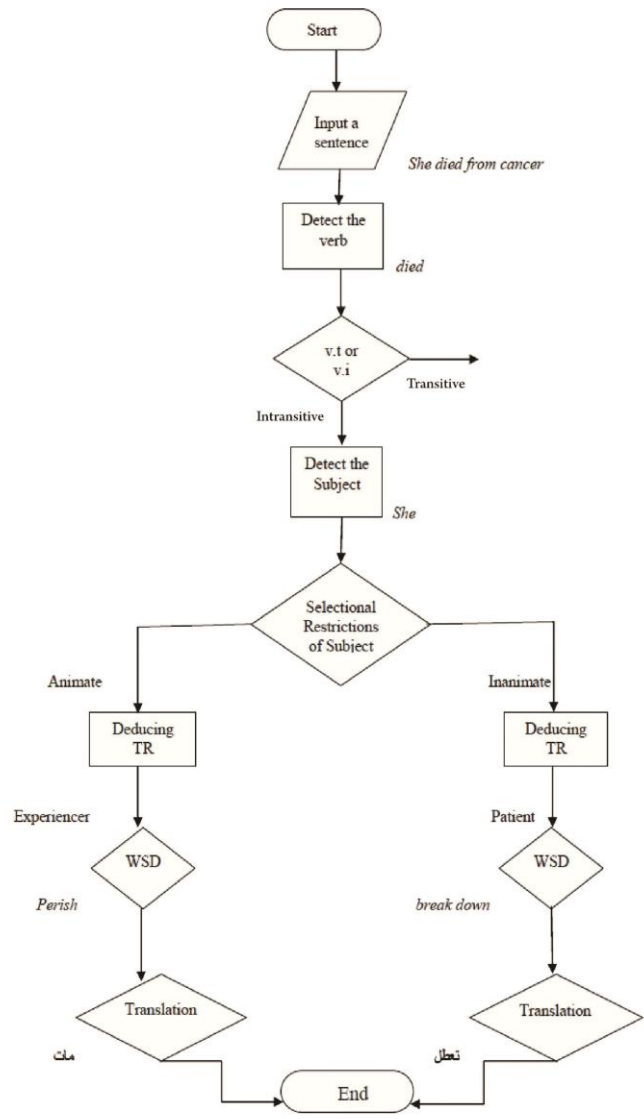 Start
Input a
sentence
She died from cancer
Detect the
verb
died
v.t or
v.i
Transitive
Intransitive
Detect the
Subject
She
Selectional
Restrictions
of Subject
Animate
Inanimate
Deducing
TR
Deducing
TR
Experiencer
Patient
WSD
WSD
Perish
break down
Translation
Translation
مات
تعطل
End